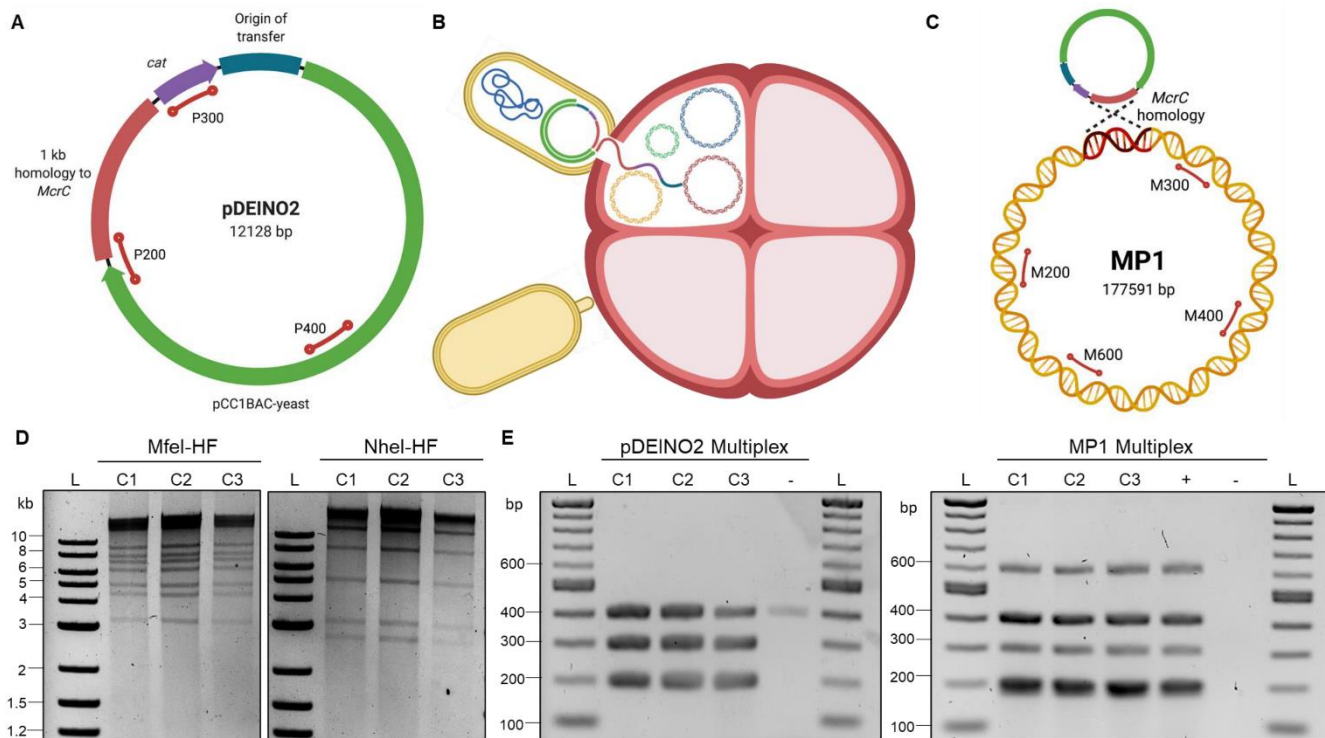 A
Origin of
transfer
cat
P300
1 kb
homology to
McrC
pDEINO2
12128 bp
P200
P400
pCC1BAC-yeast
B
C
McrC
homology
M300
MP1
177591 bp
M200
M400
M600
D
MfeI-HF
NheI-HF
L C1 C2 C3 L C1 C2 C3
kb
10
8
6
5
4
3
2
1.5
1.2
E
pDEINO2 Multiplex
L C1 C2 C3 - L
bp
600
400
300
200
100
MP1 Multiplex
L C1 C2 C3 + - L
bp
600
400
300
200
100